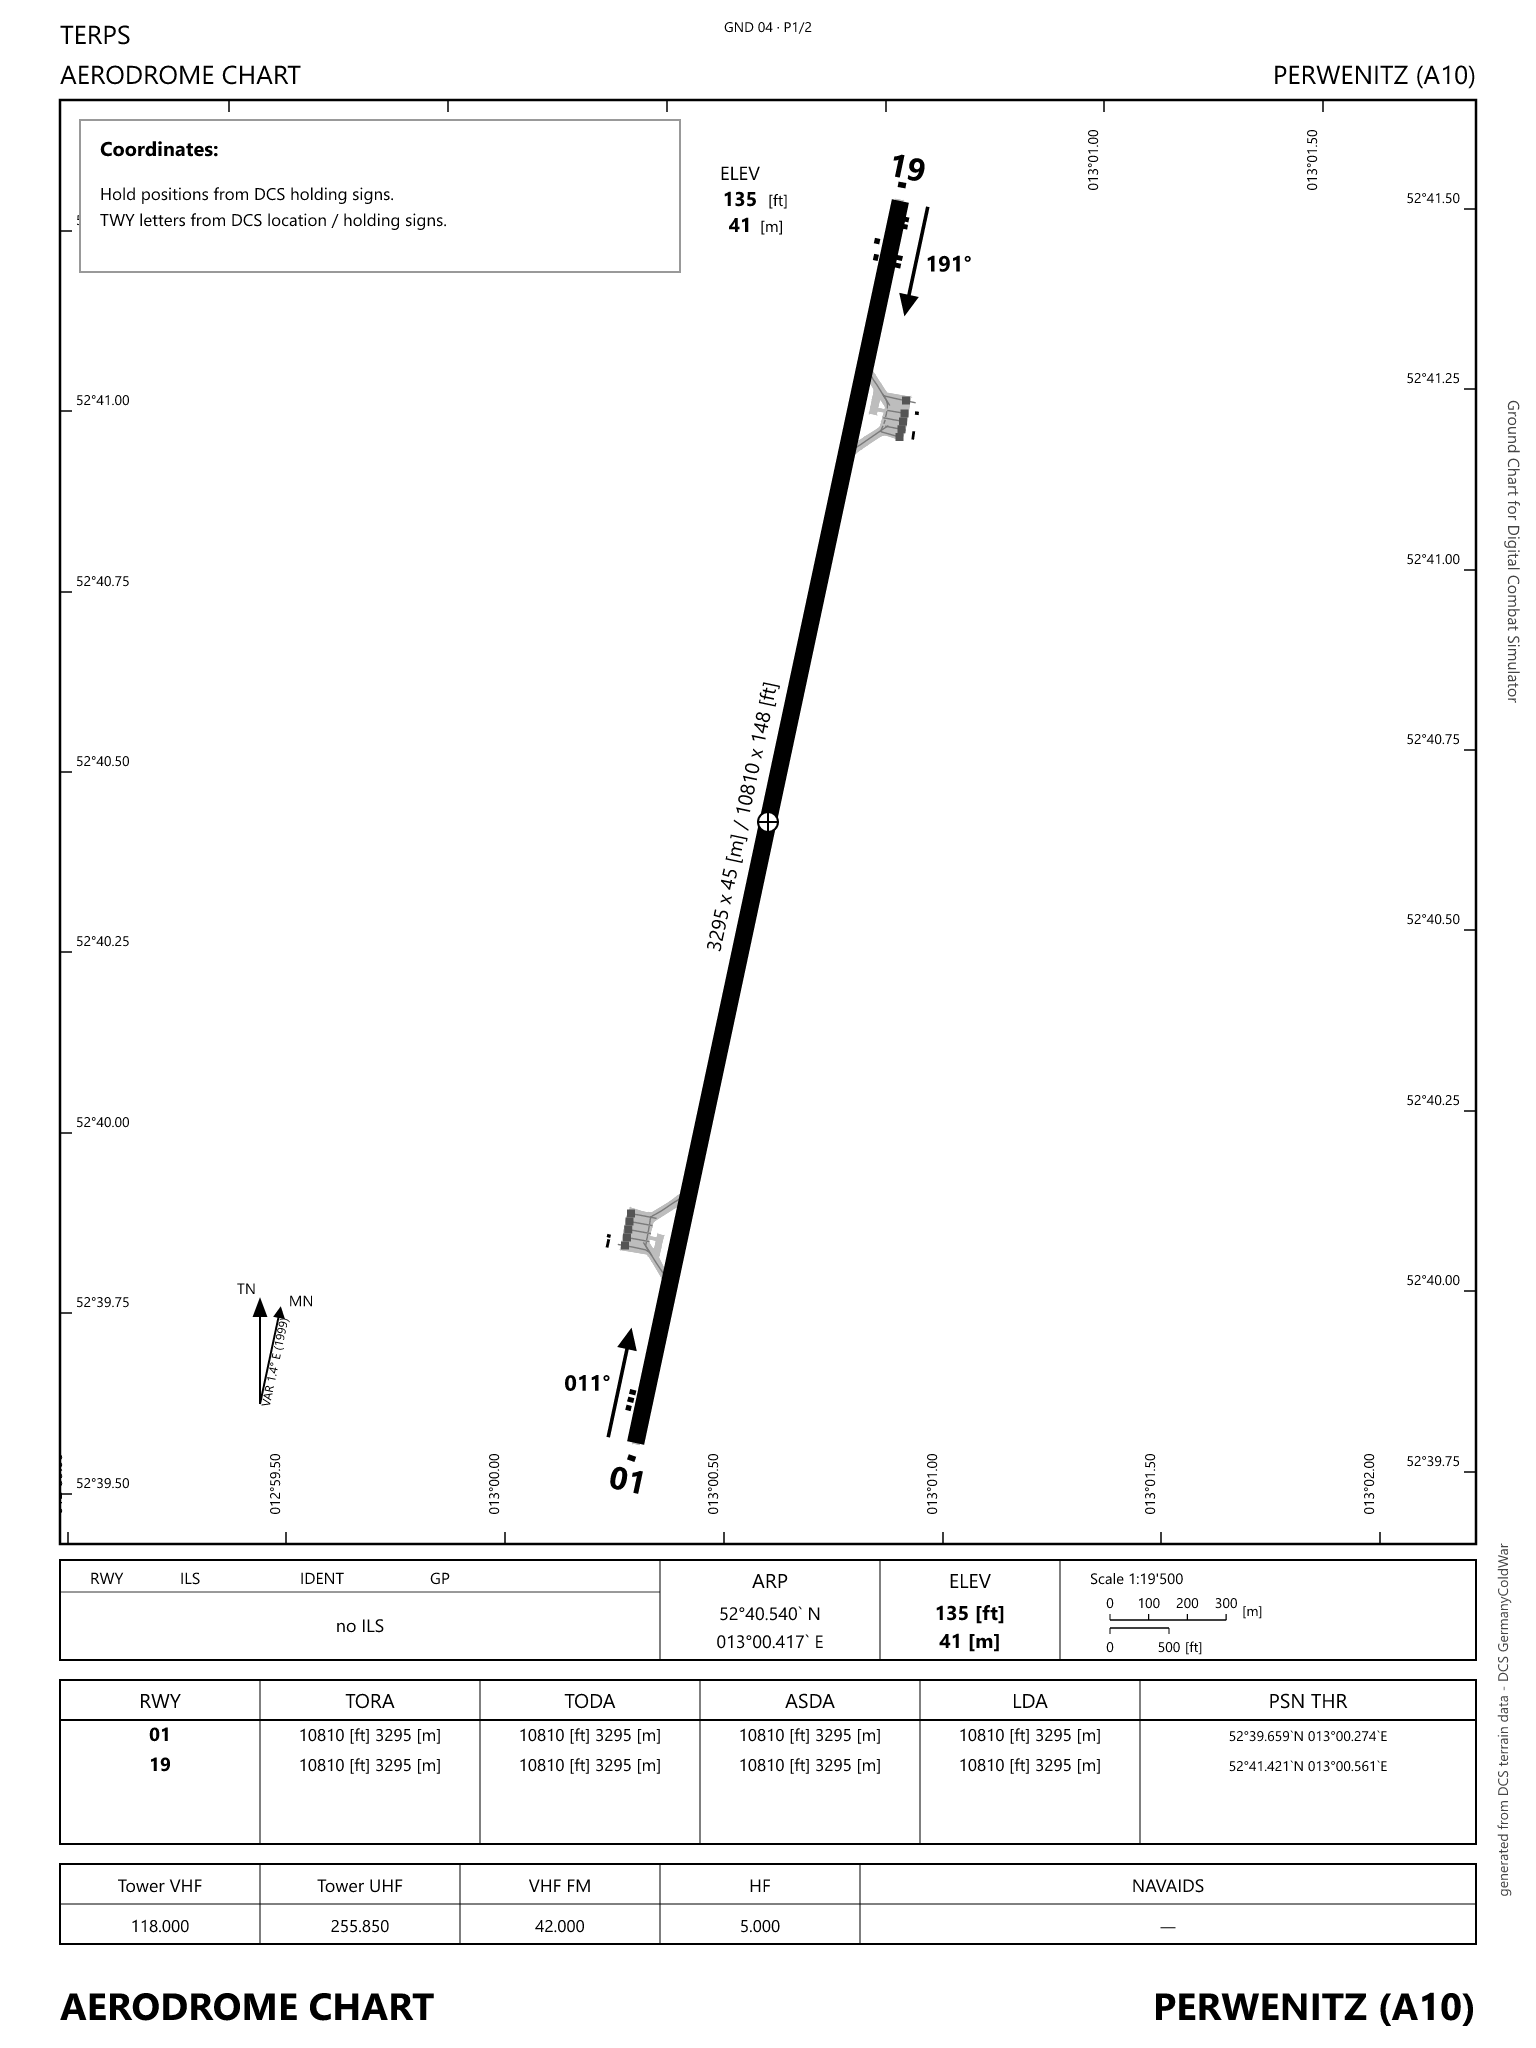 TERPS
GND 04 · P1/2
AERODROME CHART
PERWENITZ (A10)
Coordinates:
Hold positions from DCS holding signs.
TWY letters from DCS location / holding signs.
ELEV
135 [ft]
41 [m]
19
191°
013°01.00
013°01.50
52°41.50
52°41.25
52°41.00
52°40.75
52°40.50
52°40.25
52°40.00
52°39.75
52°41.00
52°40.75
52°40.50
52°40.25
52°40.00
52°39.75
52°39.50
3295 x 45 [m] / 10810 x 148 [ft]
TN
MN
VAR 1.4° E (1999)
011°
01
012°59.50
013°00.00
013°00.50
013°01.00
013°01.50
013°02.00
Ground Chart for Digital Combat Simulator
RWY ILS IDENT GP
no ILS
ARP
52°40.540` N
013°00.417` E
ELEV
135 [ft]
41 [m]
Scale 1:19'500
0 100 200 300 [m]
0 500 [ft]
RWY TORA TODA ASDA LDA PSN THR
01 10810 [ft] 3295 [m] 10810 [ft] 3295 [m] 10810 [ft] 3295 [m] 10810 [ft] 3295 [m] 52°39.659`N 013°00.274`E
19 10810 [ft] 3295 [m] 10810 [ft] 3295 [m] 10810 [ft] 3295 [m] 10810 [ft] 3295 [m] 52°41.421`N 013°00.561`E
Tower VHF Tower UHF VHF FM HF NAVAIDS
118.000 255.850 42.000 5.000 —
generated from DCS terrain data - DCS GermanyColdWar
AERODROME CHART
PERWENITZ (A10)